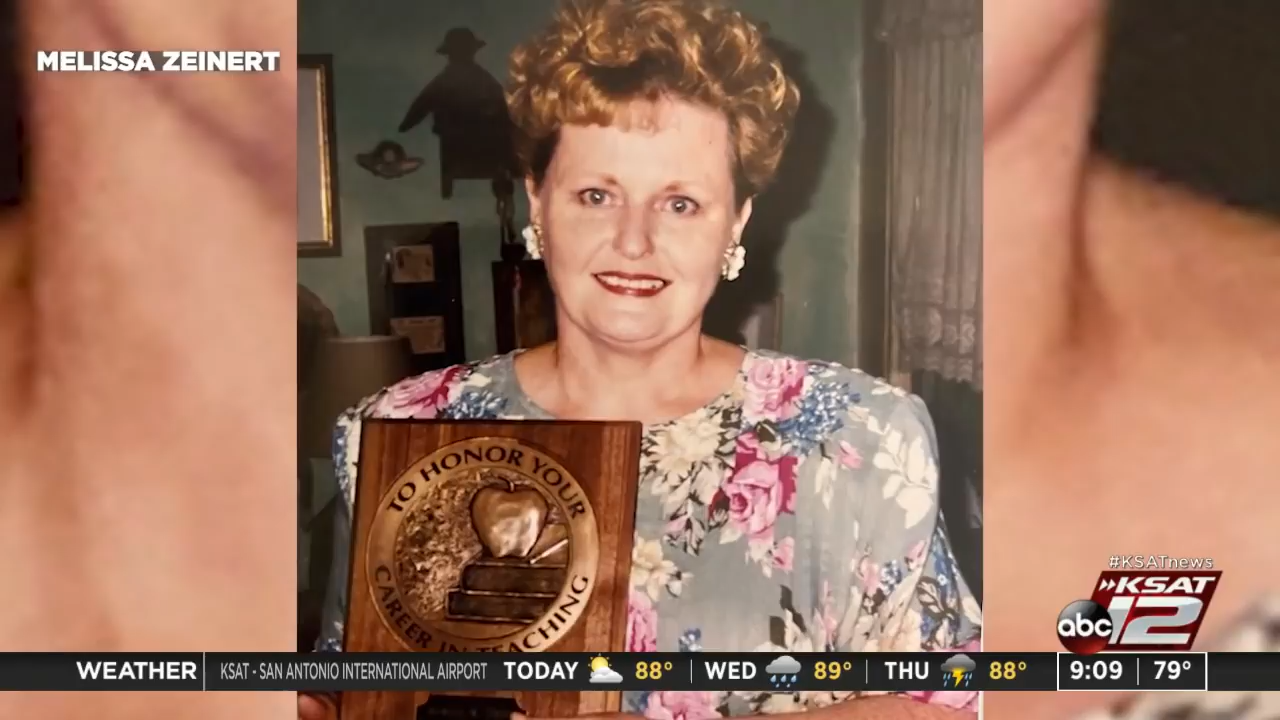 MELISSA ZEINERT
TO HONOR YOUR
CAREER IN TEACHING
#KSATnews
KSAT
abc 12
WEATHER KSAT - SAN ANTONIO INTERNATIONAL AIRPORT TODAY 88° WED 89° THU 88° 9:09 79°